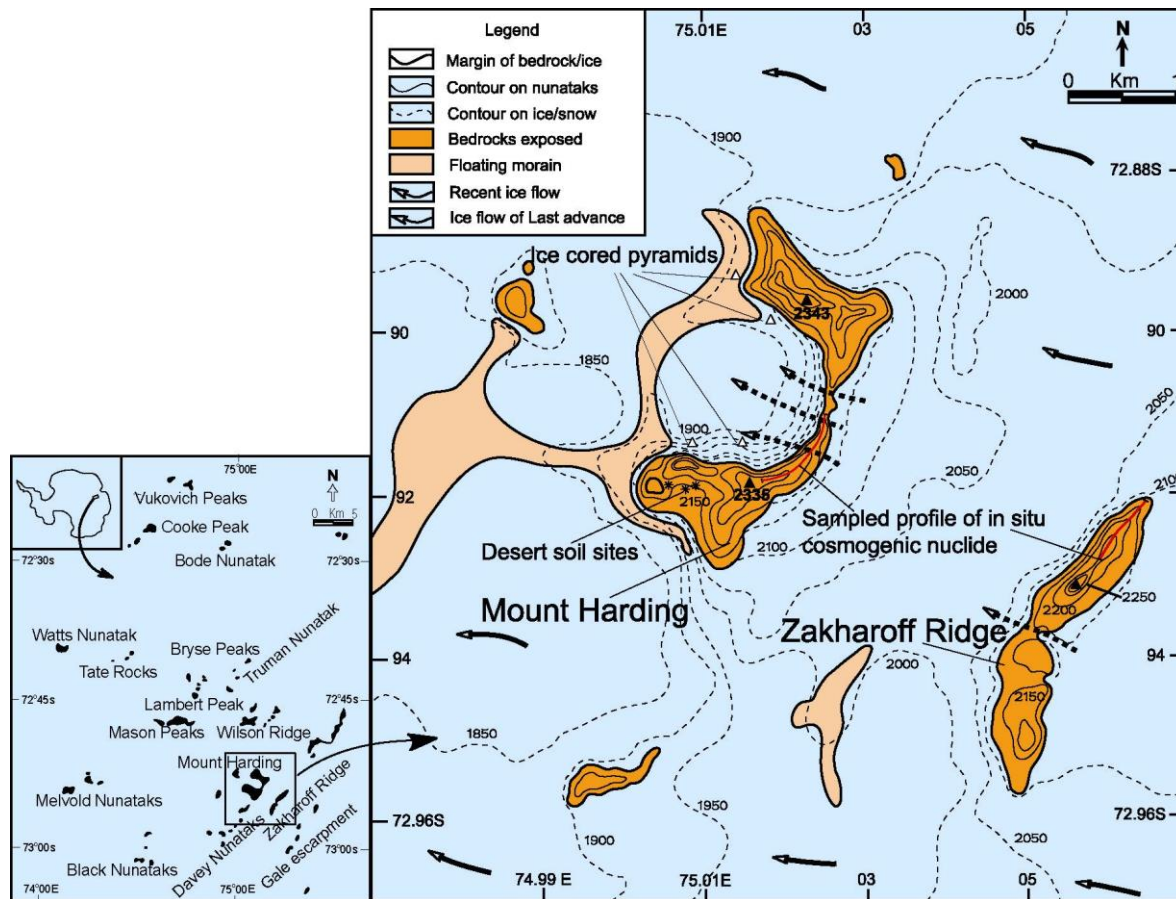 Legend
Margin of bedrock/ice
Contour on nunataks
Contour on ice/snow
Bedrocks exposed
Floating morain
Recent ice flow
Ice flow of Last advance
75.01E
03
05
N
0 Km 1
72.88S
90
92
94
72.96S
1900
2000
2050
2100
1850
Ice cored pyramids
2343
90
1900
2050
92
2150
2335
2100
Desert soil sites
Sampled profile of in situ
cosmogenic nuclide
Mount Harding
Zakharoff Ridge
2250
2200
2150
94
2000
1850
1950
1900
2050
72.96S
74.99 E
75.01E
03
05
75°00E
N
0 Km 5
Vukovich Peaks
Cooke Peak
Bode Nunatak
72°30s
72°30s
Watts Nunatak
Tate Rocks
Bryse Peaks
Truman Nunatak
72°45s
72°45s
Lambert Peak
Mason Peaks
Wilson Ridge
Mount Harding
Melvold Nunataks
Zakharoff Ridge
Davey Nunataks
Gale escarpment
Black Nunataks
73°00s
73°00s
74°00E
75°00E